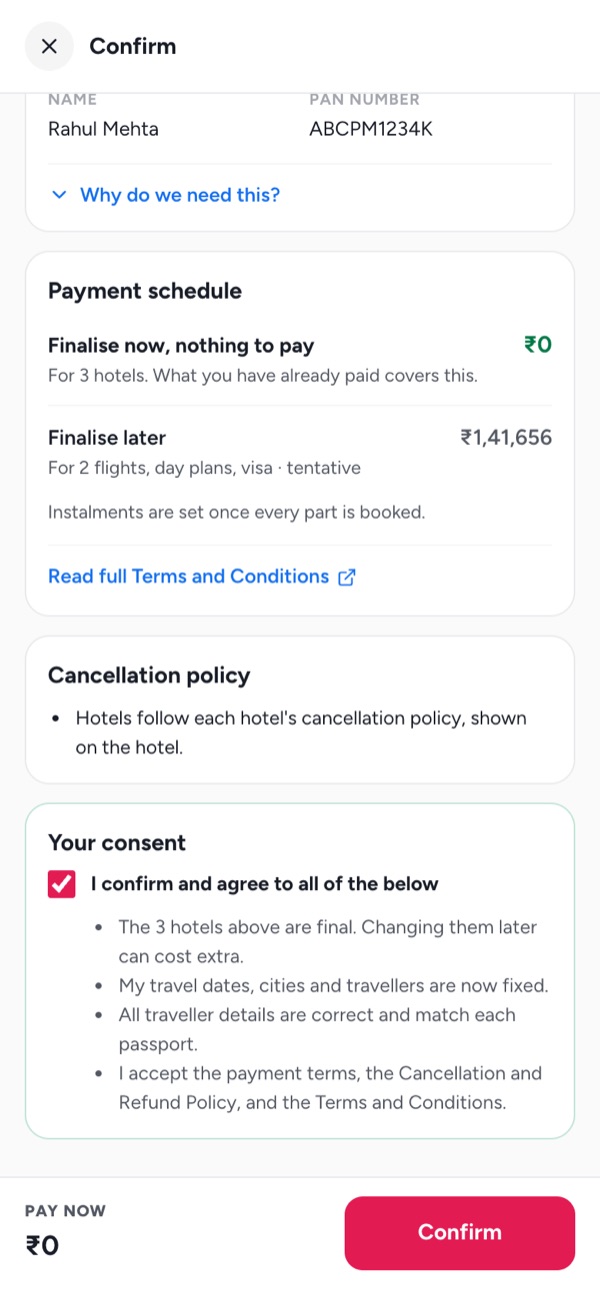 Confirm
NAME
PAN NUMBER
Rahul Mehta
ABCPM1234K
Why do we need this?
Payment schedule
Finalise now, nothing to pay
₹0
For 3 hotels. What you have already paid covers this.
Finalise later
₹1,41,656
For 2 flights, day plans, visa · tentative
Instalments are set once every part is booked.
Read full Terms and Conditions
Cancellation policy
• Hotels follow each hotel's cancellation policy, shown
on the hotel.
Your consent
I confirm and agree to all of the below
• The 3 hotels above are final. Changing them later
can cost extra.
• My travel dates, cities and travellers are now fixed.
• All traveller details are correct and match each
passport.
• I accept the payment terms, the Cancellation and
Refund Policy, and the Terms and Conditions.
PAY NOW
₹0
Confirm